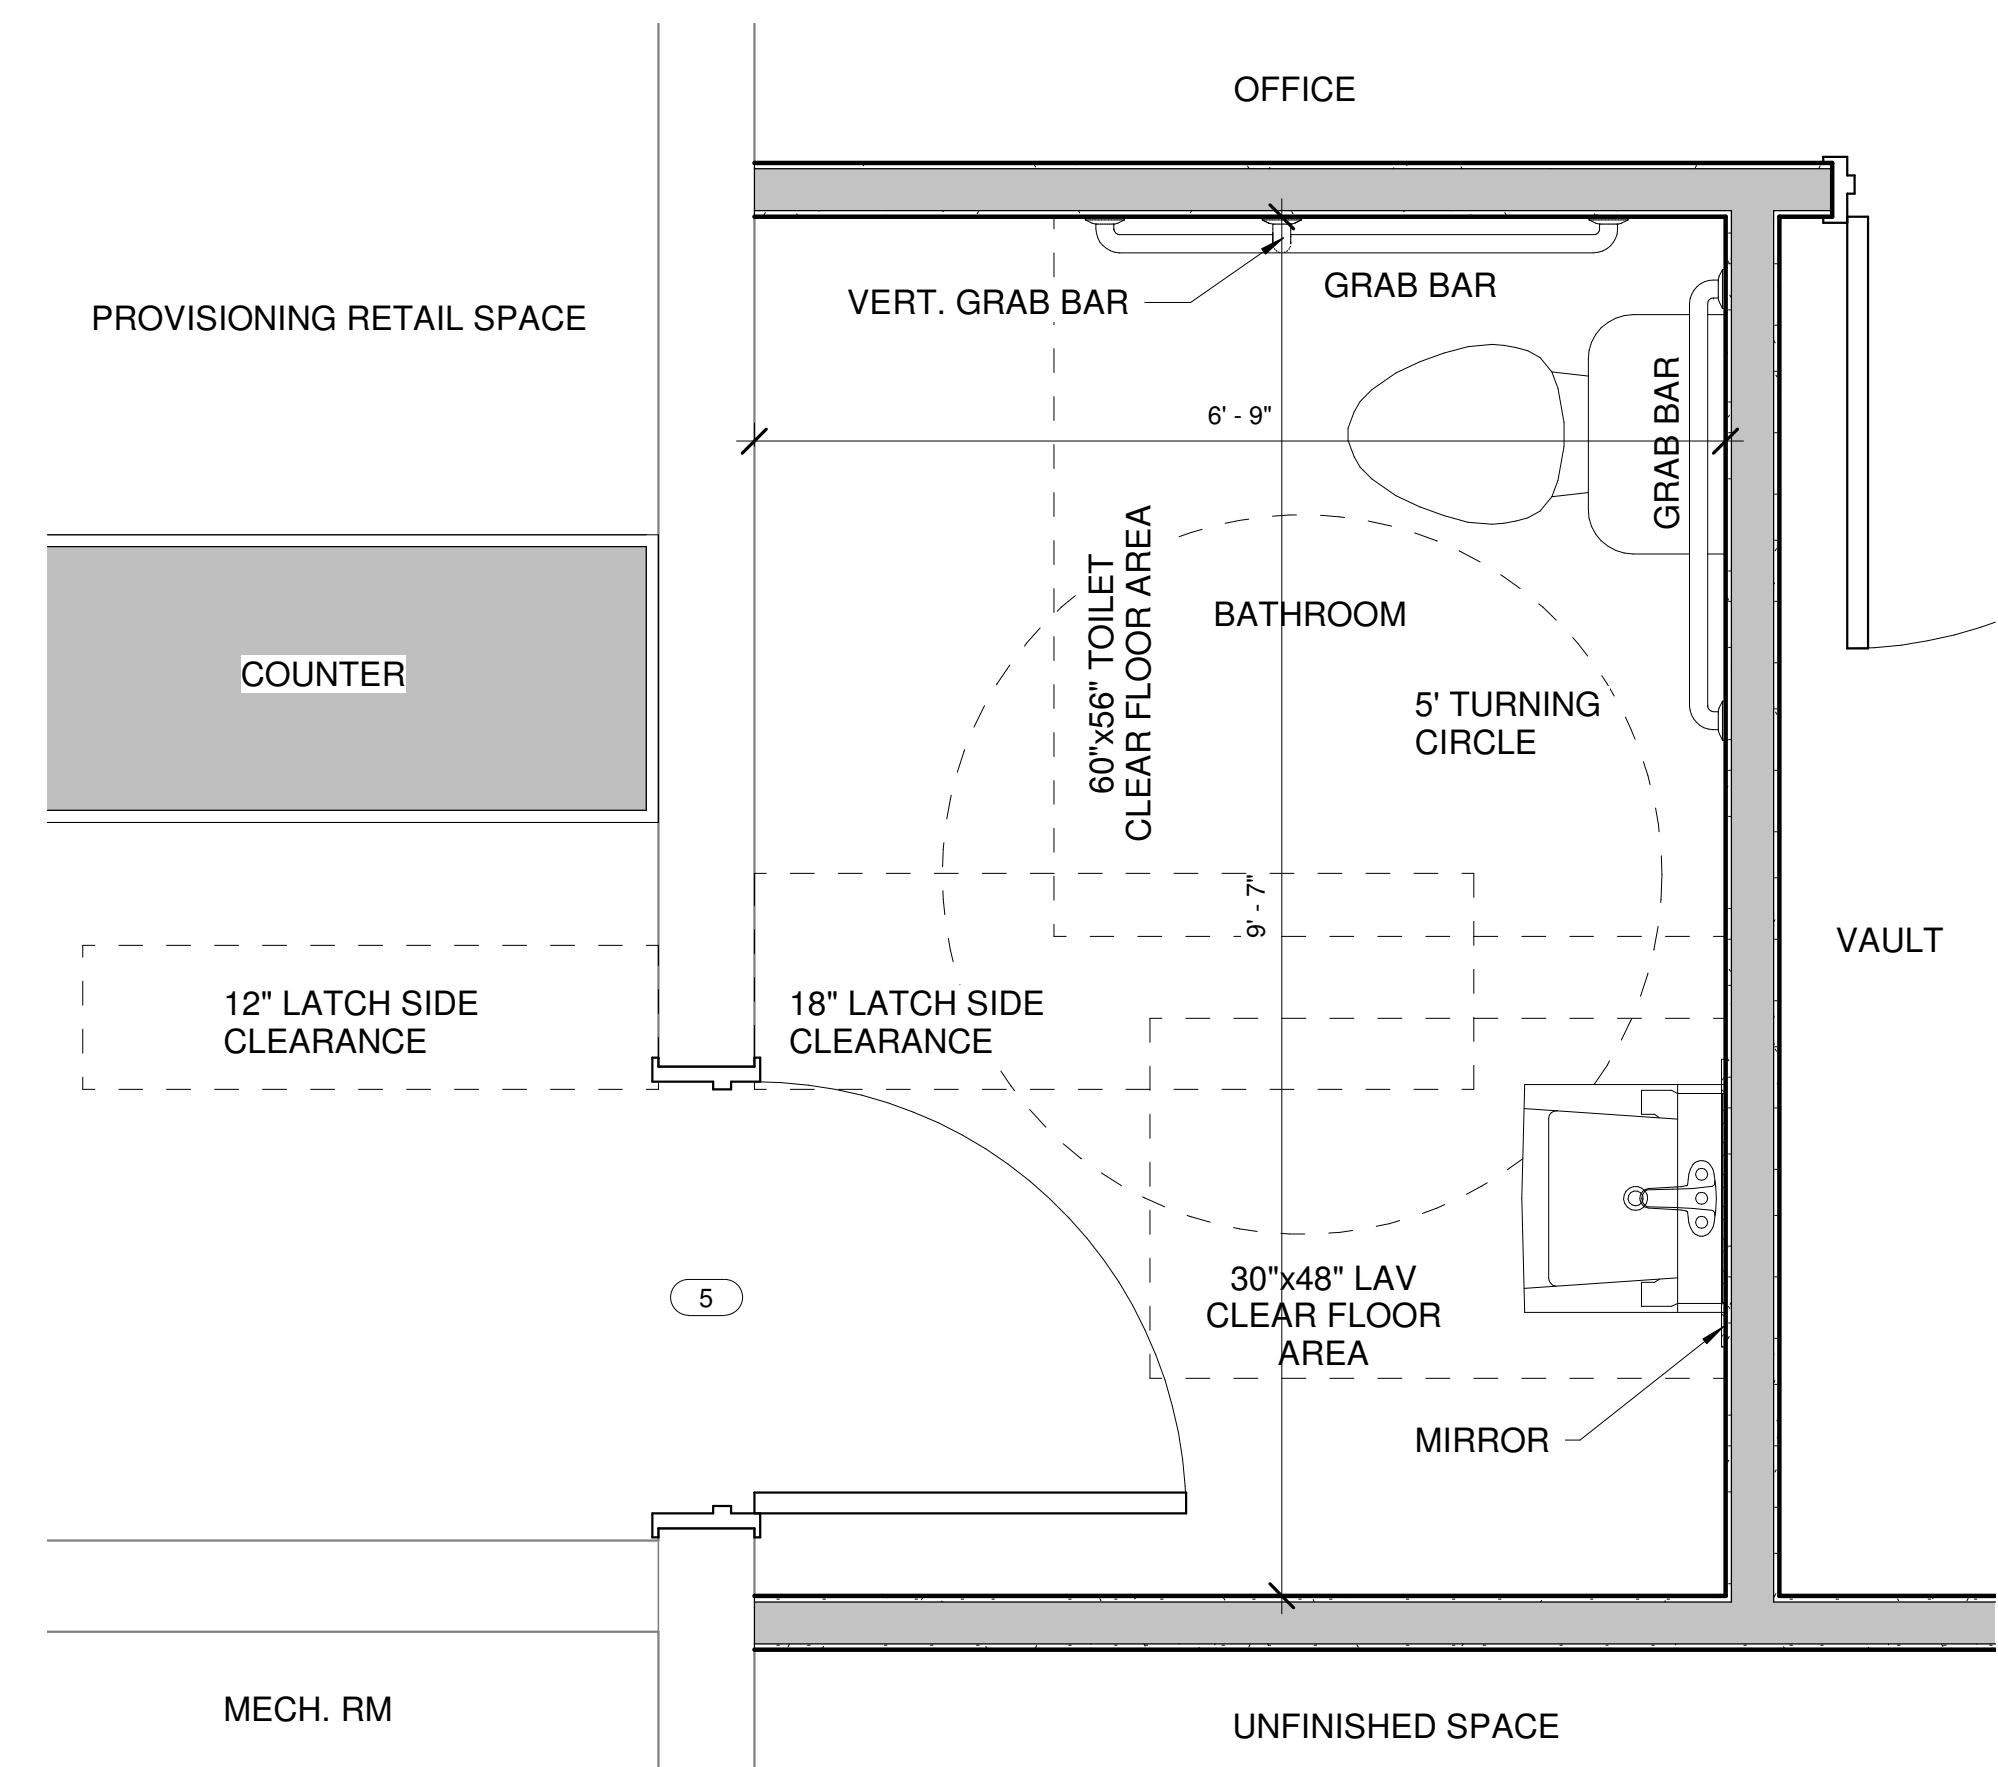 OFFICE
PROVISIONING RETAIL SPACE
VERT. GRAB BAR
GRAB BAR
GRAB BAR
6' - 9"
60"x56" TOILET
CLEAR FLOOR AREA
BATHROOM
COUNTER
5' TURNING
CIRCLE
9' - 7"
VAULT
12" LATCH SIDE
CLEARANCE
18" LATCH SIDE
CLEARANCE
5
30"x48" LAV
CLEAR FLOOR
AREA
MIRROR
MECH. RM
UNFINISHED SPACE